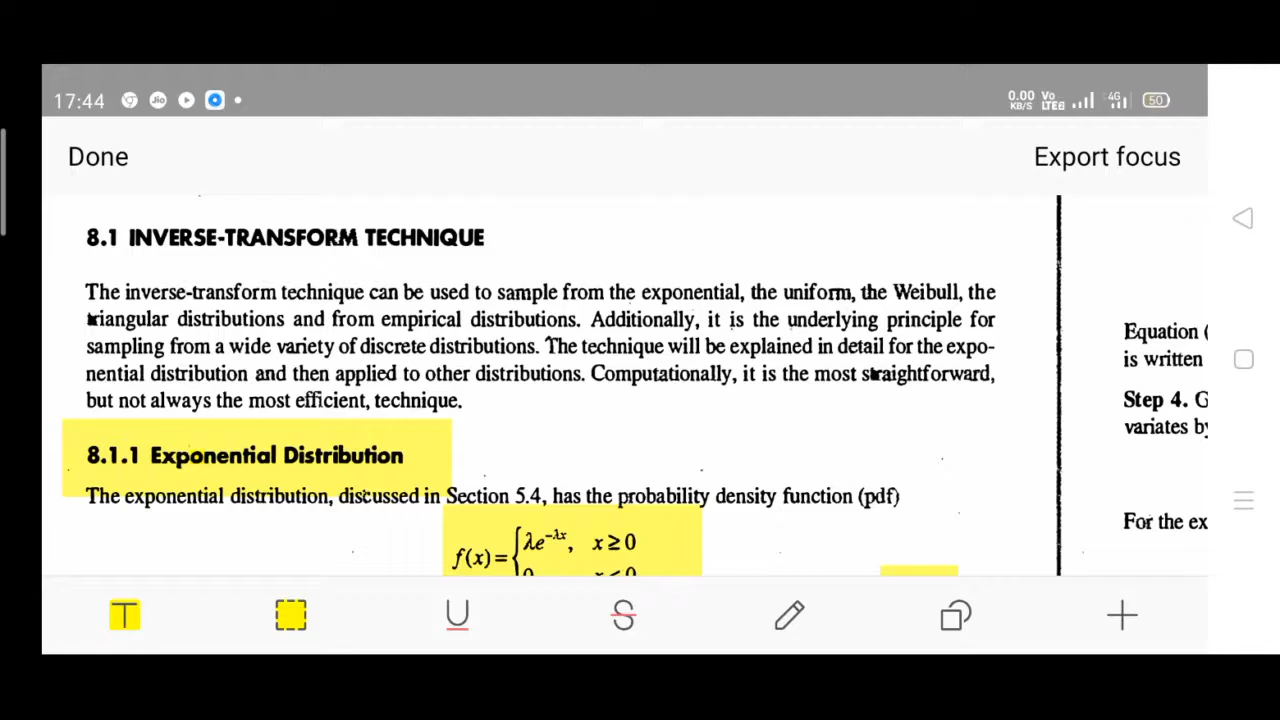 17:44
Jio
0.00 KB/S
Vo LTE
4G
50
Done
Export focus
8.1 INVERSE-TRANSFORM TECHNIQUE
The inverse-transform technique can be used to sample from the exponential, the uniform, the Weibull, the
triangular distributions and from empirical distributions. Additionally, it is the underlying principle for
sampling from a wide variety of discrete distributions. The technique will be explained in detail for the expo-
nential distribution and then applied to other distributions. Computationally, it is the most straightforward,
but not always the most efficient, technique.
8.1.1 Exponential Distribution
The exponential distribution, discussed in Section 5.4, has the probability density function (pdf)
f(x)={λe^−λx, x≥0
0 x<0
Equation (
is written
Step 4. G
variates by
For the ex
T
U
S